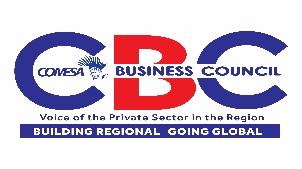 CBC
COMESA BUSINESS COUNCIL
Voice of the Private Sector in the Region
BUILDING REGIONAL GOING GLOBAL